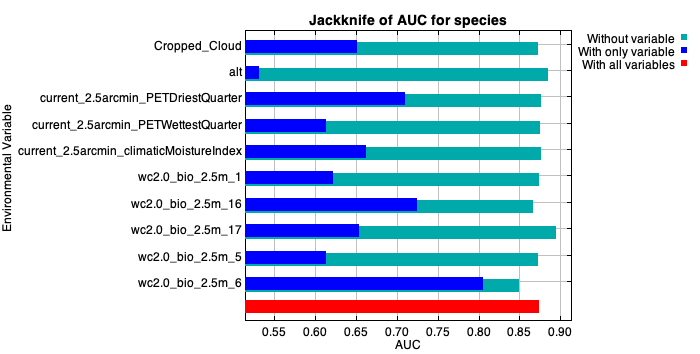 Jackknife of AUC for species
Without variable
With only variable
With all variables
Environmental Variable
Cropped_Cloud
alt
current_2.5arcmin_PETDriestQuarter
current_2.5arcmin_PETWettestQuarter
current_2.5arcmin_climaticMoistureIndex
wc2.0_bio_2.5m_1
wc2.0_bio_2.5m_16
wc2.0_bio_2.5m_17
wc2.0_bio_2.5m_5
wc2.0_bio_2.5m_6
0.55 0.60 0.65 0.70 0.75 0.80 0.85 0.90
AUC